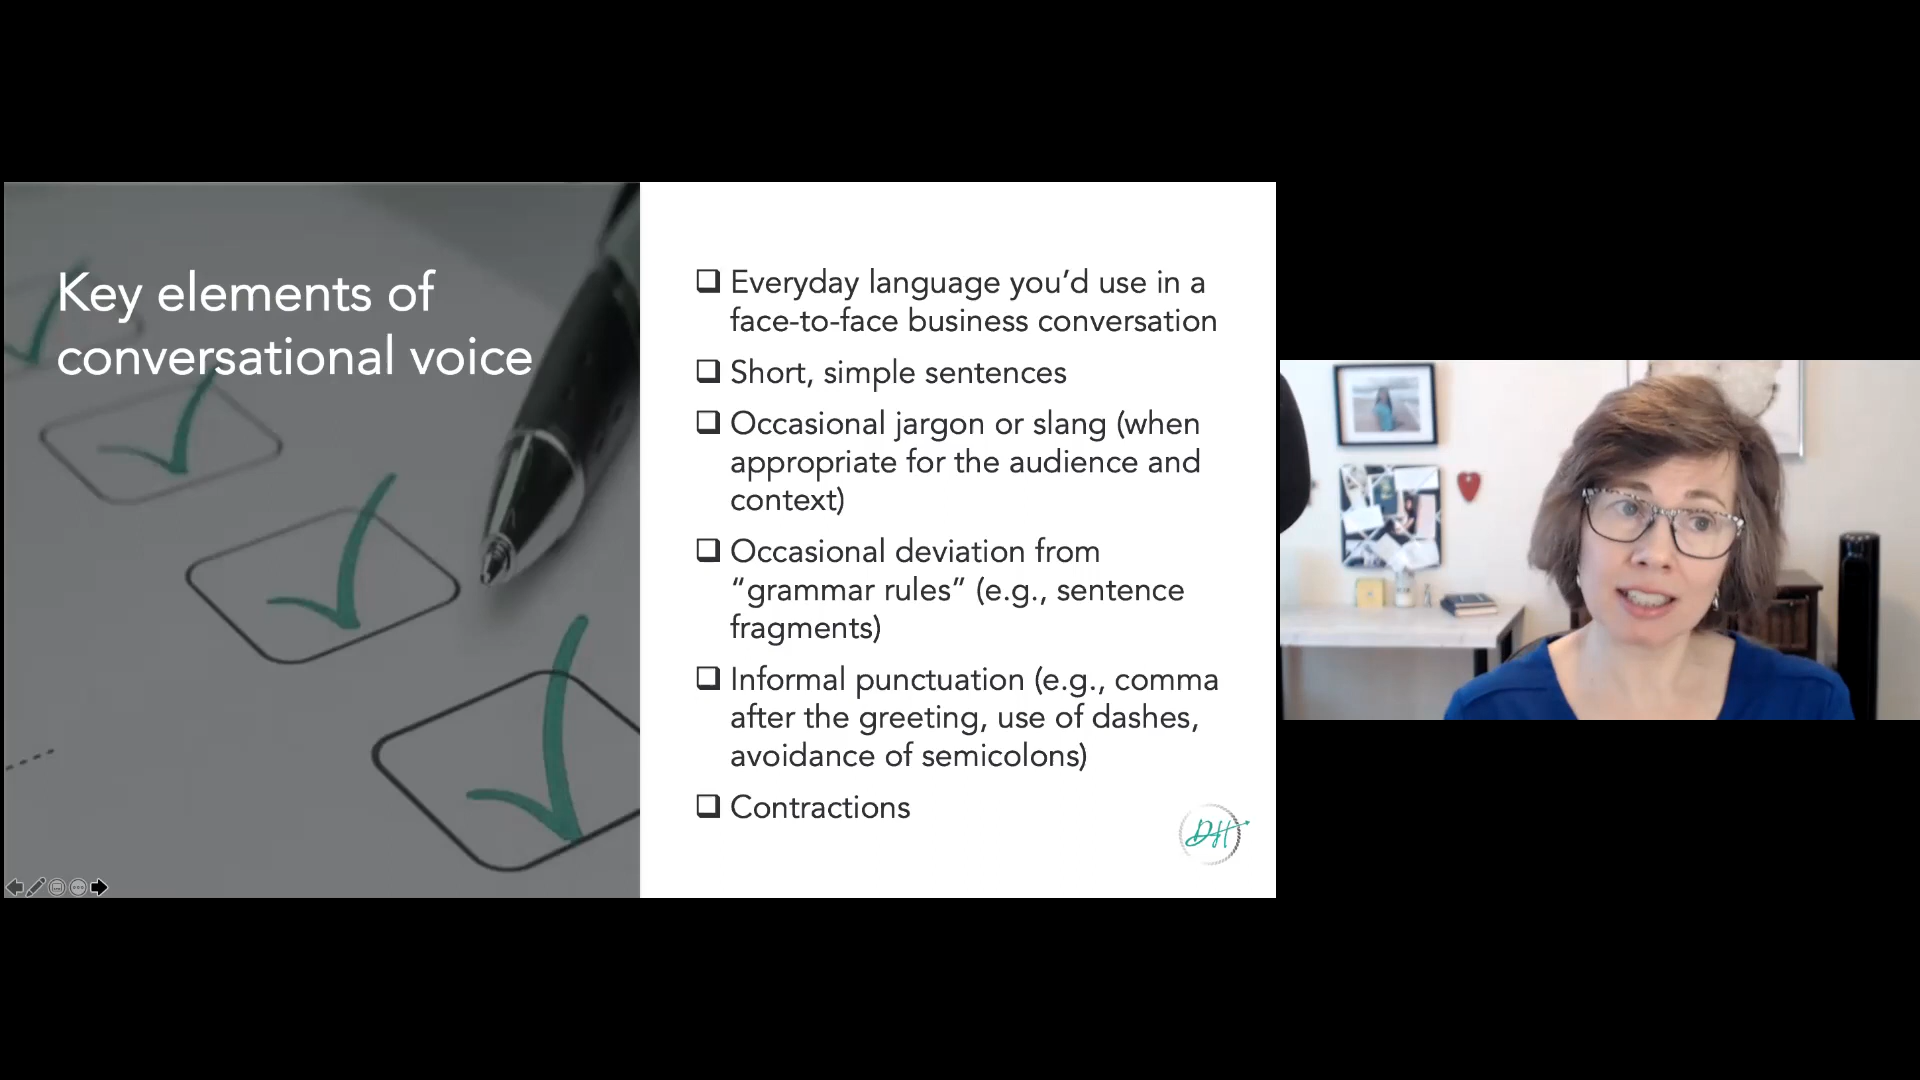 Key elements of
conversational voice
❑ Everyday language you’d use in a
face-to-face business conversation
❑ Short, simple sentences
❑ Occasional jargon or slang (when
appropriate for the audience and
context)
❑ Occasional deviation from
“grammar rules” (e.g., sentence
fragments)
❑ Informal punctuation (e.g., comma
after the greeting, use of dashes,
avoidance of semicolons)
❑ Contractions
DH